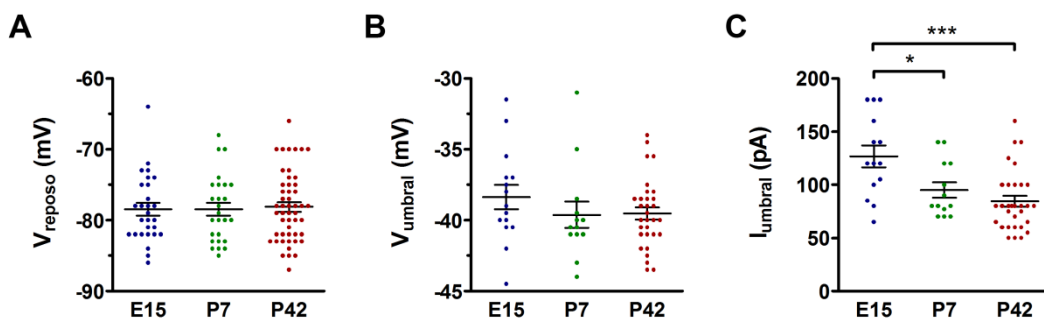 A
V reposo (mV)
-60
-70
-80
-90
E15 P7 P42
B
V umbral (mV)
-30
-35
-40
-45
E15 P7 P42
C
I umbral (pA)
200
150
100
50
0
***
*
E15 P7 P42